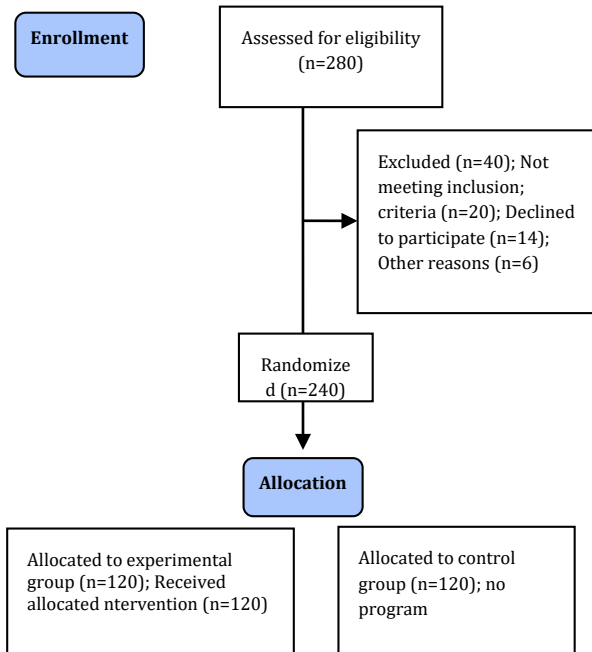 Enrollment
Assessed for eligibility
(n=280)
Excluded (n=40); Not
meeting inclusion;
criteria (n=20); Declined
to participate (n=14);
Other reasons (n=6)
Randomize
d (n=240)
Allocation
Allocated to experimental
group (n=120); Received
allocated ntervention (n=120)
Allocated to control
group (n=120); no
program